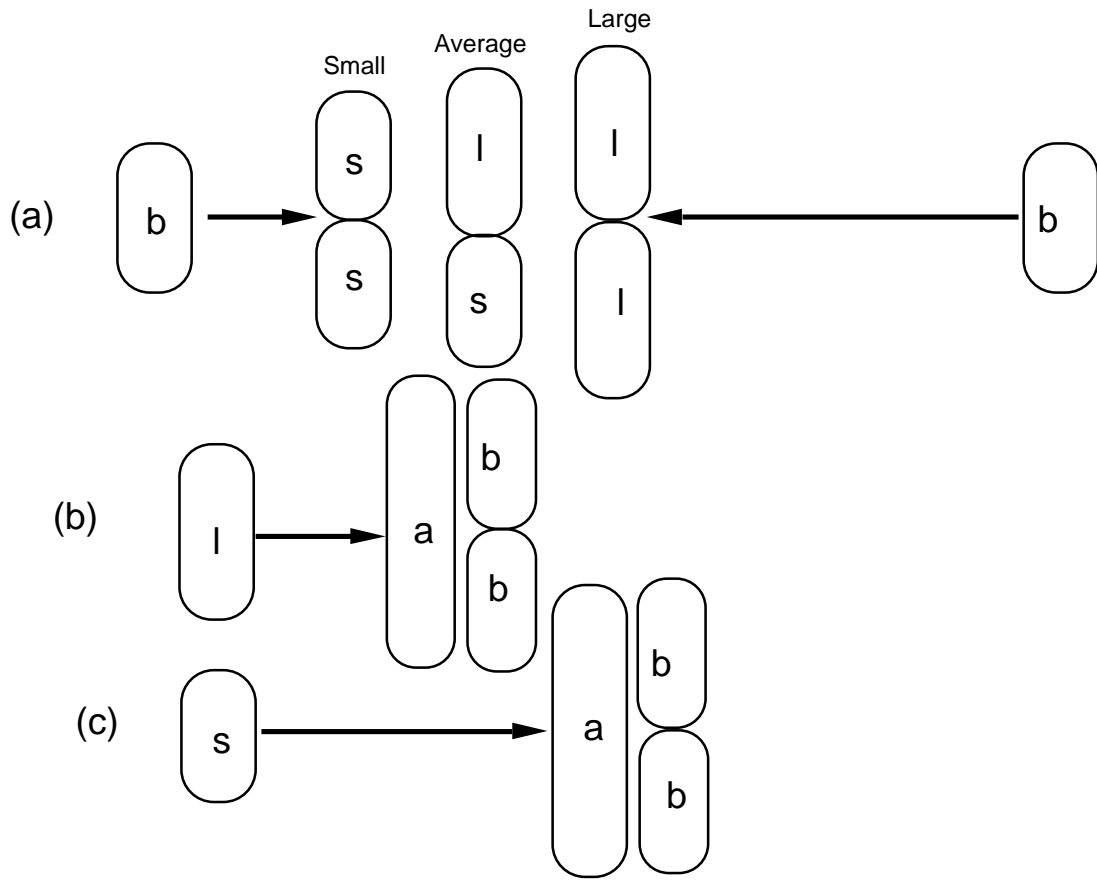 Large
Average
Small
s l l
(a) b b
s s l
b
(b) l a
b
b
(c) s a
b